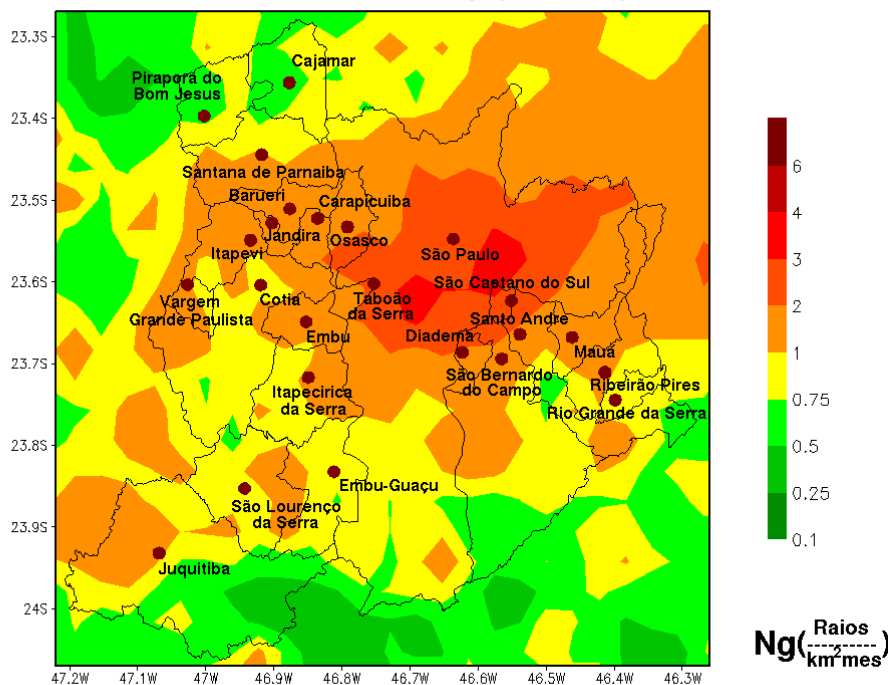 23.3S
Cajamar
Pirapora do
Bom Jesus
23.4S
Santana de Parnaiba
23.5S
Barueri
Carapicuiba
Jandira
Osasco
Itapevi
São Paulo
23.6S
São Caetano do Sul
Vargem
Grande Paulista
Cotia
Taboão
da Serra
Santo Andre
Embu
Diadema
23.7S
Mauá
São Bernardo
do Campo
Ribeirão Pires
Itapecirica
da Serra
Rio Grande da Serra
23.8S
Embu-Guaçu
São Lourenço
da Serra
23.9S
Juquitiba
24S
47.2W
47.1W
47W
46.9W
46.8W
46.7W
46.6W
46.5W
46.4W
46.3W
6
4
3
2
1
0.75
0.5
0.25
0.1
Ng(Raios
--------
km²mes)